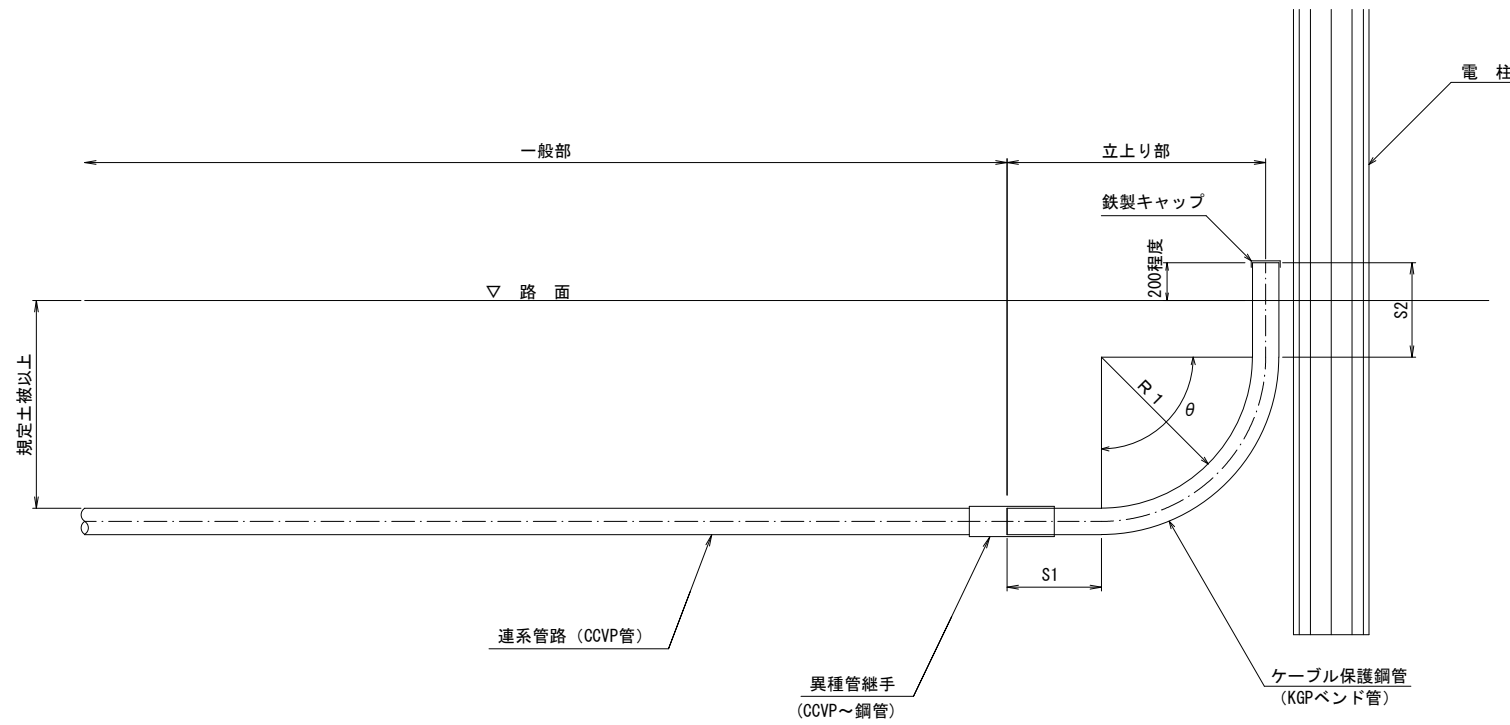 電 柱
一般部
立上り部
鉄製キャップ
200程度
▽ 路 面
S2
規定土被以上
R1
θ
S1
連系管路（CCVP管）
異種管継手
（CCVP～鋼管）
ケーブル保護鋼管
（KGPベンド管）